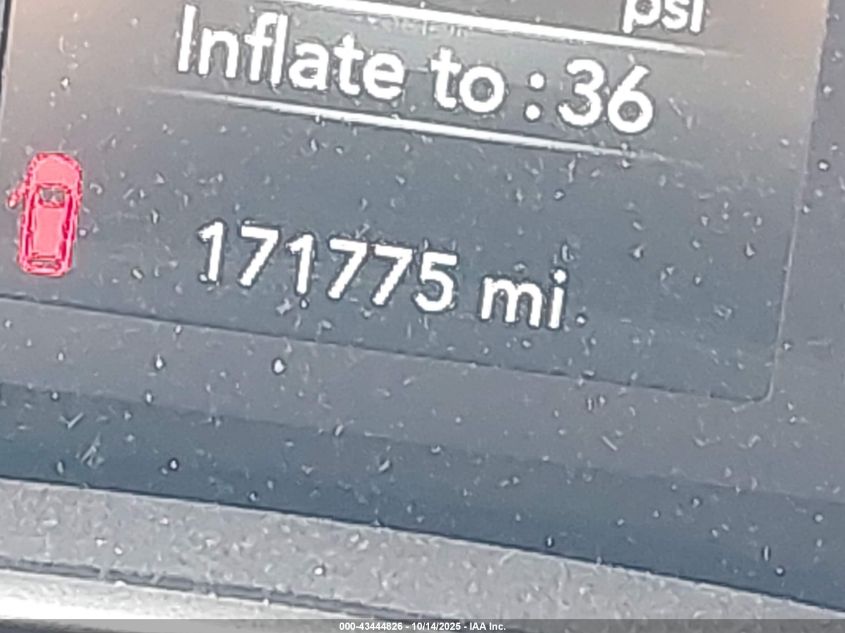 psi
Inflate to : 36
171775 mi
000-43444826 - 10/14/2025 - IAA Inc.